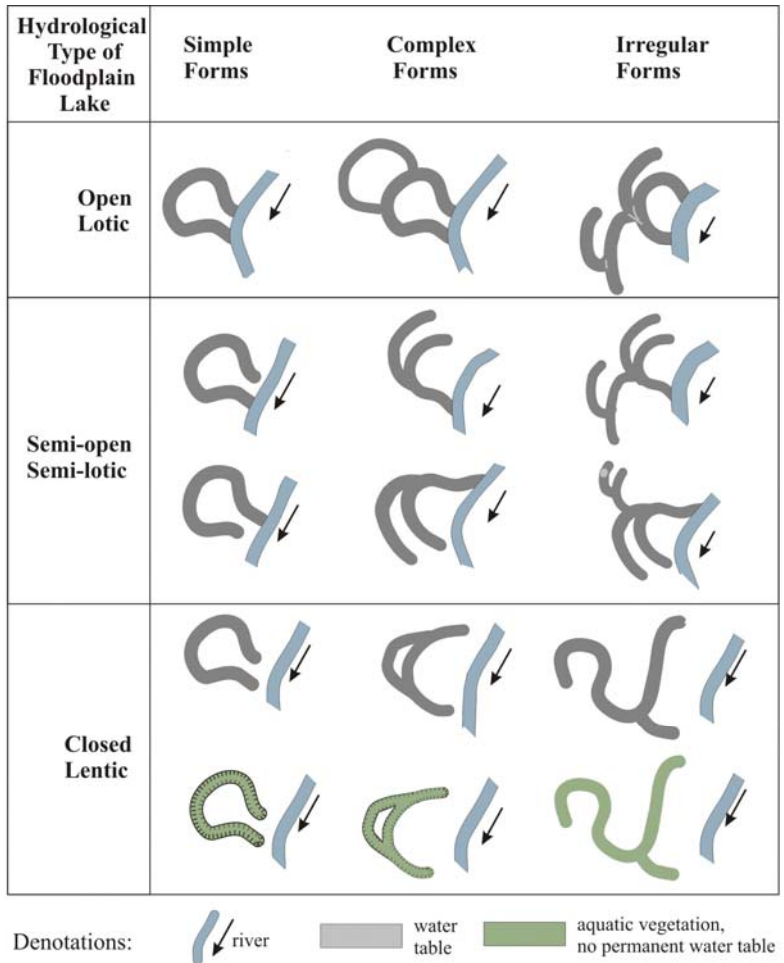 Hydrological
Type of
Floodplain
Lake
Simple
Forms
Complex
Forms
Irregular
Forms
Open
Lotic
Semi-open
Semi-lotic
Closed
Lentic
Denotations:
river
water
table
aquatic vegetation,
no permanent water table